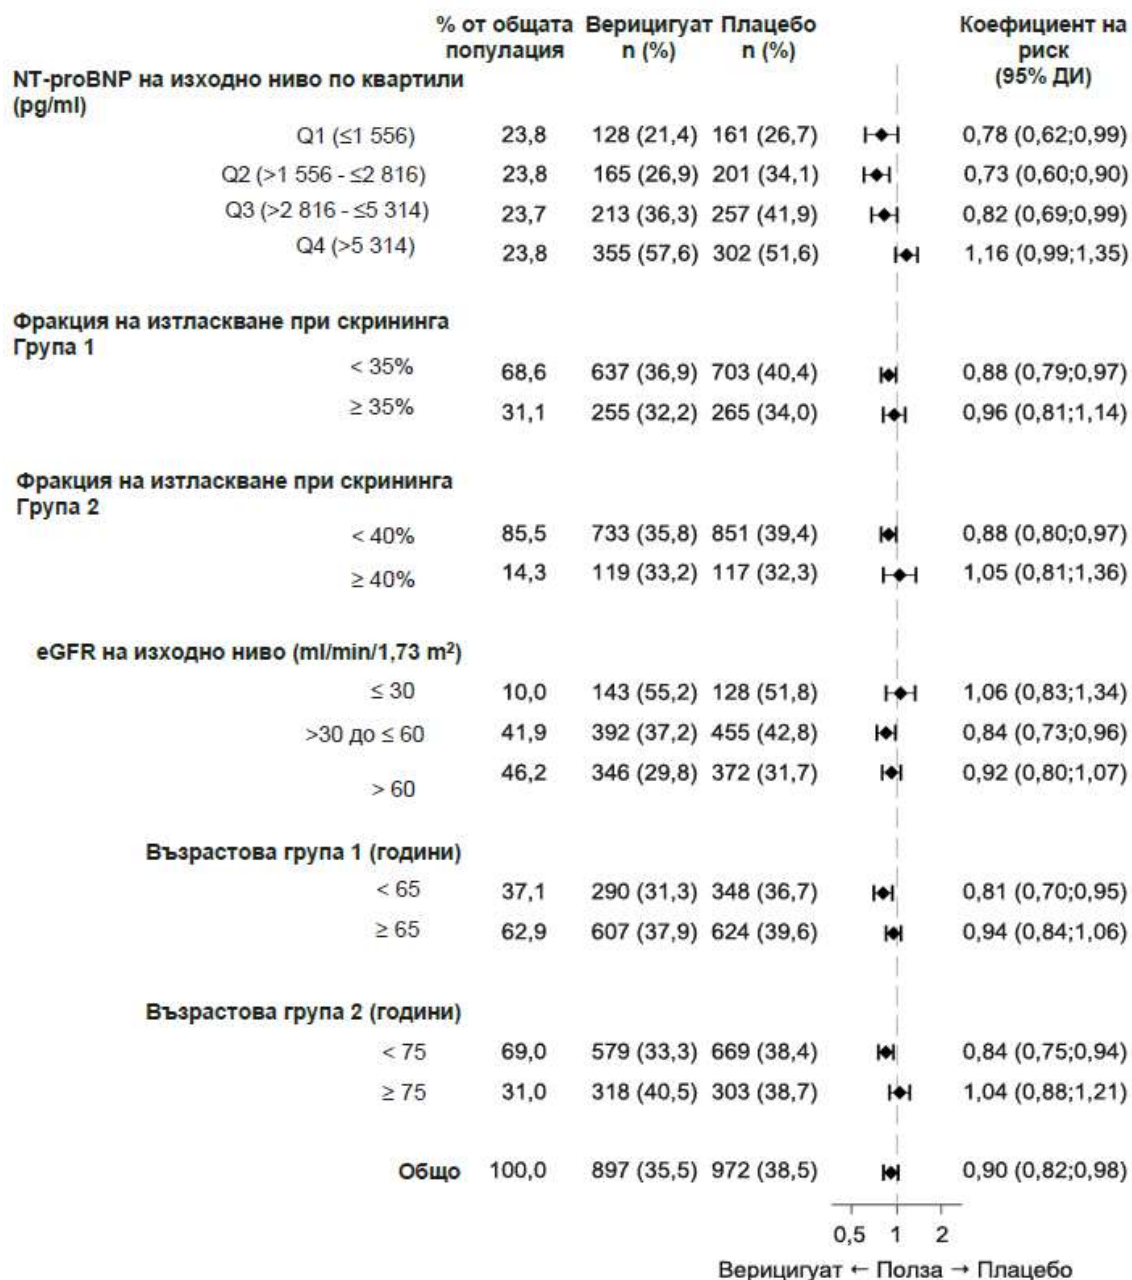 % от общата Верицигуат Плацебо Коефициент на
популация n (%) n (%) риск
(95% ДИ)
NT-proBNP на изходно ниво по квартили
(pg/ml)
Q1 (≤1 556) 23,8 128 (21,4) 161 (26,7) 0,78 (0,62;0,99)
Q2 (>1 556 - ≤2 816) 23,8 165 (26,9) 201 (34,1) 0,73 (0,60;0,90)
Q3 (>2 816 - ≤5 314) 23,7 213 (36,3) 257 (41,9) 0,82 (0,69;0,99)
Q4 (>5 314) 23,8 355 (57,6) 302 (51,6) 1,16 (0,99;1,35)
Фракция на изтласкване при скрининга
Група 1
< 35% 68,6 637 (36,9) 703 (40,4) 0,88 (0,79;0,97)
≥ 35% 31,1 255 (32,2) 265 (34,0) 0,96 (0,81;1,14)
Фракция на изтласкване при скрининга
Група 2
< 40% 85,5 733 (35,8) 851 (39,4) 0,88 (0,80;0,97)
≥ 40% 14,3 119 (33,2) 117 (32,3) 1,05 (0,81;1,36)
eGFR на изходно ниво (ml/min/1,73 m²)
≤ 30 10,0 143 (55,2) 128 (51,8) 1,06 (0,83;1,34)
>30 до ≤ 60 41,9 392 (37,2) 455 (42,8) 0,84 (0,73;0,96)
> 60 46,2 346 (29,8) 372 (31,7) 0,92 (0,80;1,07)
Възрастова група 1 (години)
< 65 37,1 290 (31,3) 348 (36,7) 0,81 (0,70;0,95)
≥ 65 62,9 607 (37,9) 624 (39,6) 0,94 (0,84;1,06)
Възрастова група 2 (години)
< 75 69,0 579 (33,3) 669 (38,4) 0,84 (0,75;0,94)
≥ 75 31,0 318 (40,5) 303 (38,7) 1,04 (0,88;1,21)
Общо 100,0 897 (35,5) 972 (38,5) 0,90 (0,82;0,98)
0,5 1 2
Верицигуат ← Полза → Плацебо